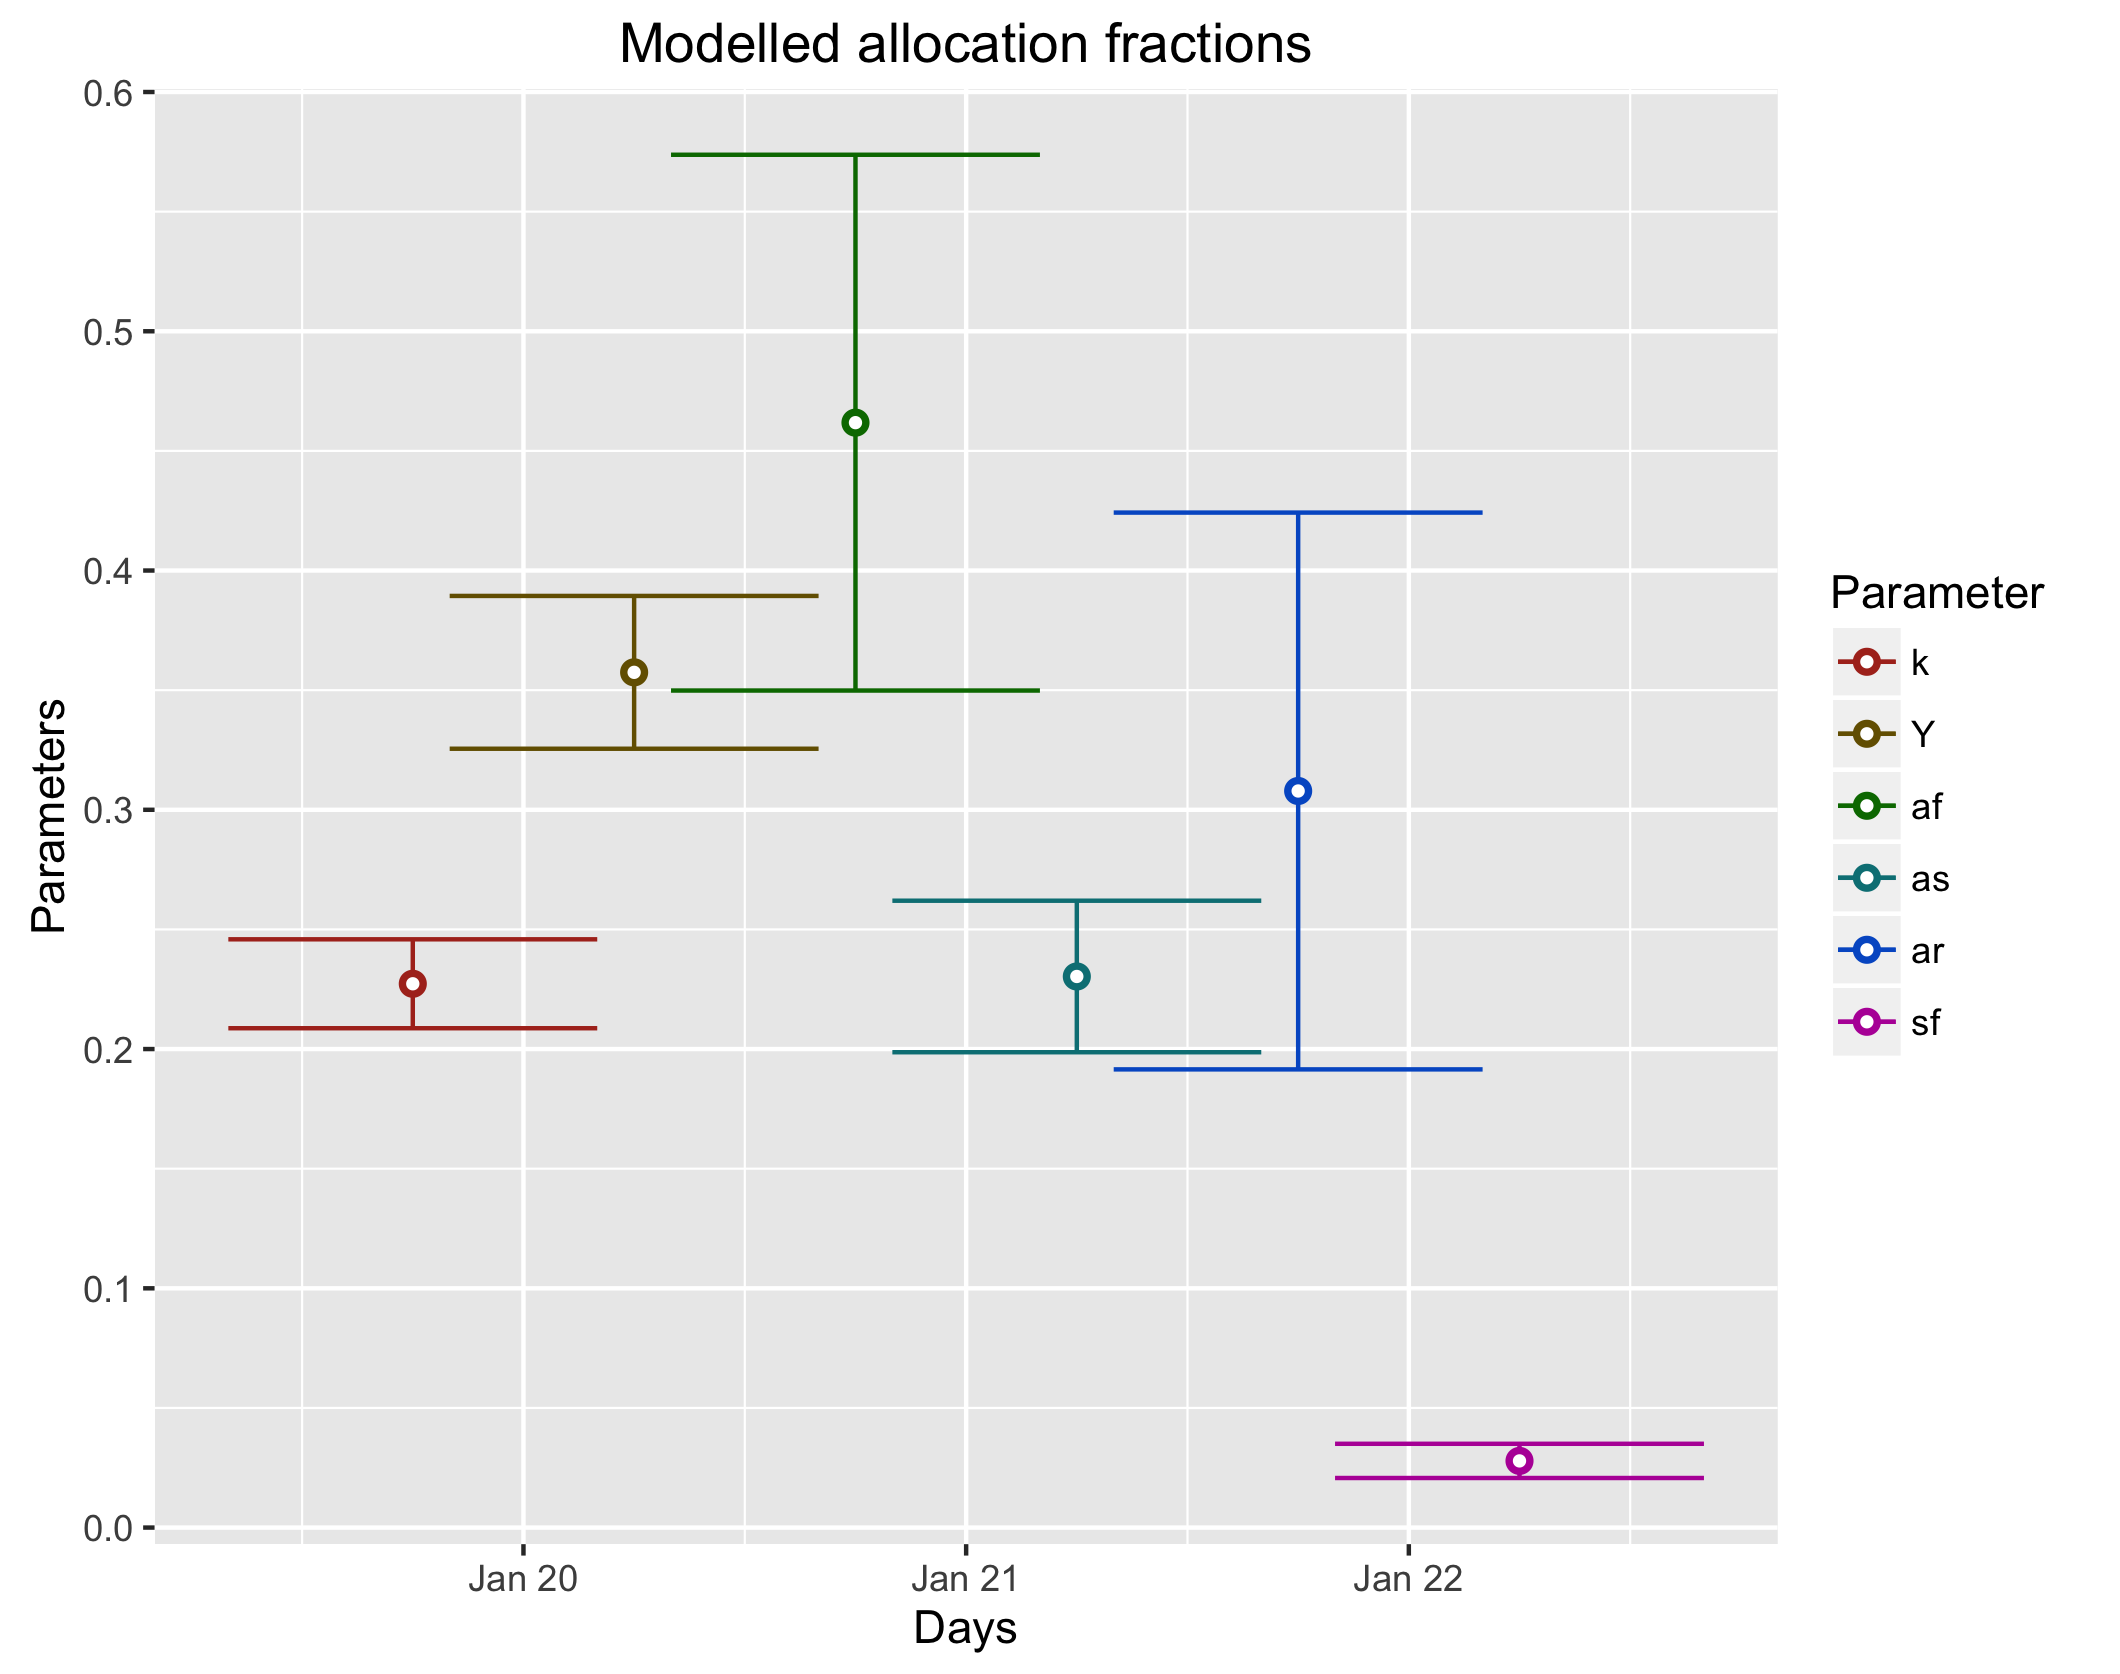 Modelled allocation fractions
0.6
0.5
0.4
0.3
0.2
0.1
0.0
Parameters
Jan 20 Jan 21 Jan 22
Days
Parameter
k
Y
af
as
ar
sf